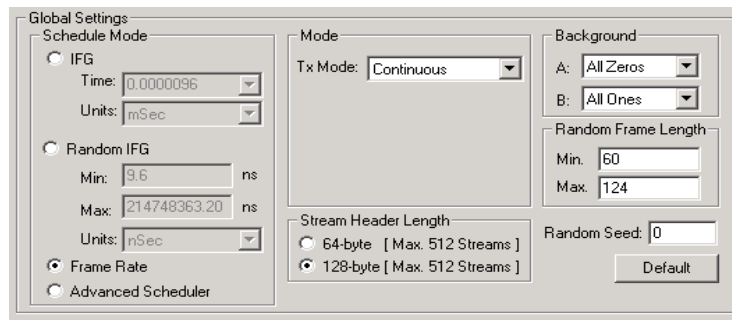 Global Settings
Schedule Mode
IFG
Time: 0.0000096
Units: mSec
Random IFG
Min: 9.6 ns
Max: 214748363.20 ns
Units: nSec
Frame Rate
Advanced Scheduler
Mode
Tx Mode: Continuous
Stream Header Length
64-byte [ Max. 512 Streams ]
128-byte [ Max. 512 Streams ]
Background
A: All Zeros
B: All Ones
Random Frame Length
Min. 60
Max. 124
Random Seed: 0
Default